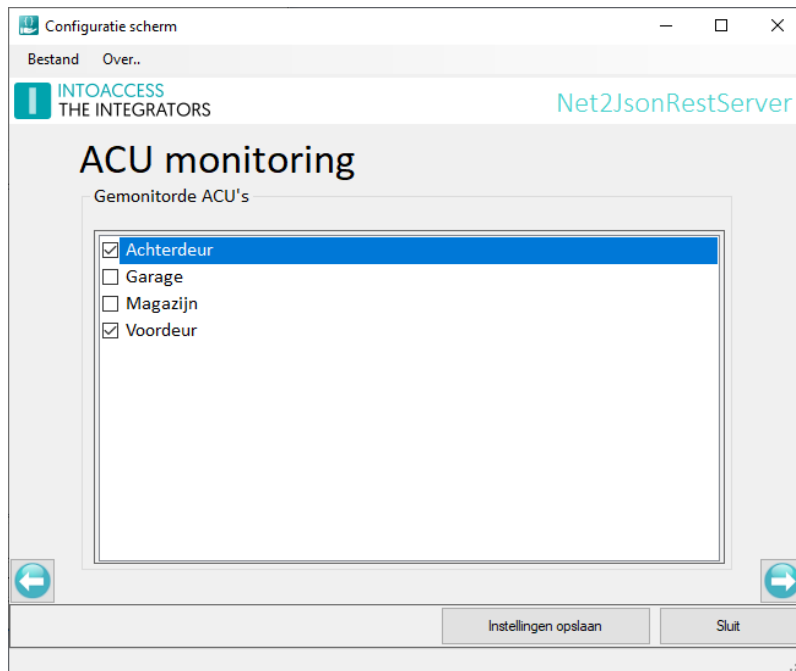 Configuratie scherm
Bestand Over..
INTOACCESS
THE INTEGRATORS
Net2JsonRestServer
ACU monitoring
Gemonitorde ACU's
Achterdeur
Garage
Magazijn
Voordeur
Instellingen opslaan Sluit